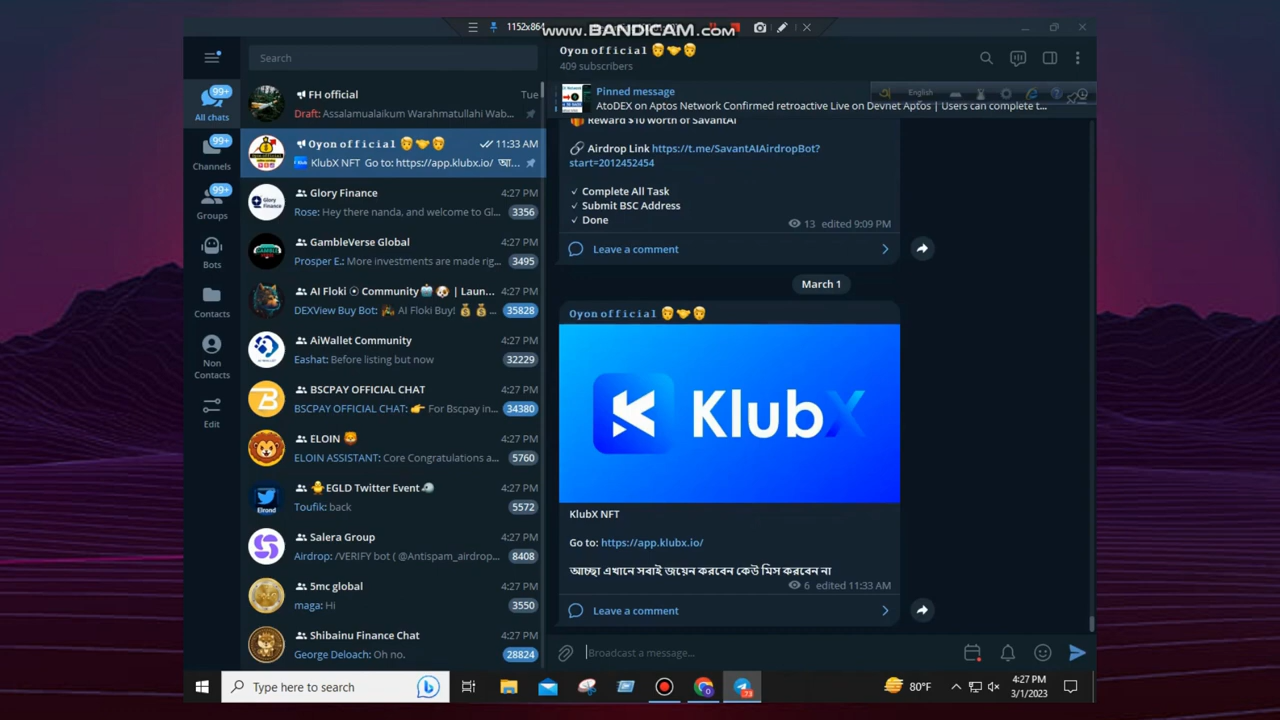 1152x864
www.BANDICAM.com
Search
99+
All chats
99+
Channels
99+
Groups
Bots
Contacts
Non
Contacts
Edit
FH official
Tue
Draft: Assalamualaikum Warahmatullahi Wab...
Oyon official 👨🤝👨
11:33 AM
KlubX NFT Go to: https://app.klubx.io/ আ...
Glory Finance
4:27 PM
Rose: Hey there nanda, and welcome to Gl...
3356
GambleVerse Global
4:27 PM
Prosper E.: More investments are made rig...
3495
AI Floki ⦿ Community🤖🐶 | Laun...
4:27 PM
DEXView Buy Bot: AI Floki Buy! 💰 💰...
35828
AiWallet Community
4:27 PM
Eashat: Before listing but now
32229
BSCPAY OFFICIAL CHAT
4:27 PM
BSCPAY OFFICIAL CHAT: 👉 For Bscpay in...
34380
ELOIN 🦁
4:27 PM
ELOIN ASSISTANT: Core Congratulations a...
5760
🐥EGLD Twitter Event
4:27 PM
Toufik: back
5572
Elrond
Salera Group
4:27 PM
Airdrop: /VERIFY bot ( @Antispam_airdrop...
8408
5mc global
4:27 PM
maga: Hi
3550
Shibainu Finance Chat
4:27 PM
George Deloach: Oh no.
28824
Oyon official 👨🤝👨
409 subscribers
Pinned message
AtoDEX on Aptos Network Confirmed retroactive Live on Devnet Aptos | Users can complete t...
English
Reward $10 worth of SavantAI
🔗 Airdrop Link https://t.me/SavantAIAirdropBot?
start=2012452454
✓ Complete All Task
✓ Submit BSC Address
✓ Done
13 edited 9:09 PM
Leave a comment
March 1
Oyon official 👨🤝👨
KlubX
KlubX NFT
Go to: https://app.klubx.io/
আচ্ছা এখানে সবাই জয়েন করবেন কেউ মিস করবেন না
6 edited 11:33 AM
Leave a comment
Broadcast a message...
Type here to search
73
80°F
4:27 PM
3/1/2023